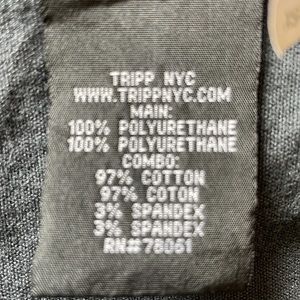 TRIPP NYC
WWW.TRIPPNYC.COM
MAIN:
100% POLYURETHANE
100% POLYURETHANE
COMBO:
97% COTTON
97% COTON
3% SPANDEX
3% SPANDEX
RN#78051